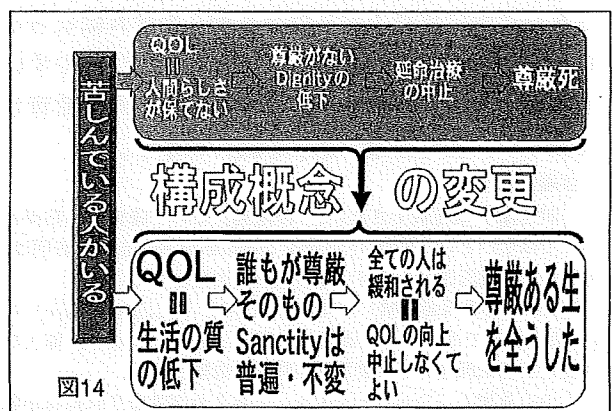 苦しんでいる人がいる
QOL
||
人間らしさ
が保てない
尊厳がない
Dignityの
低下
延命治療
の中止
尊厳死
構成概念の変更
QOL
||
生活の質
の低下
誰もが尊厳
そのもの
Sanctityは
普遍・不変
全ての人は
緩和される
||
QOLの向上
中止しなくて
よい
尊厳ある生
を全うした
図14